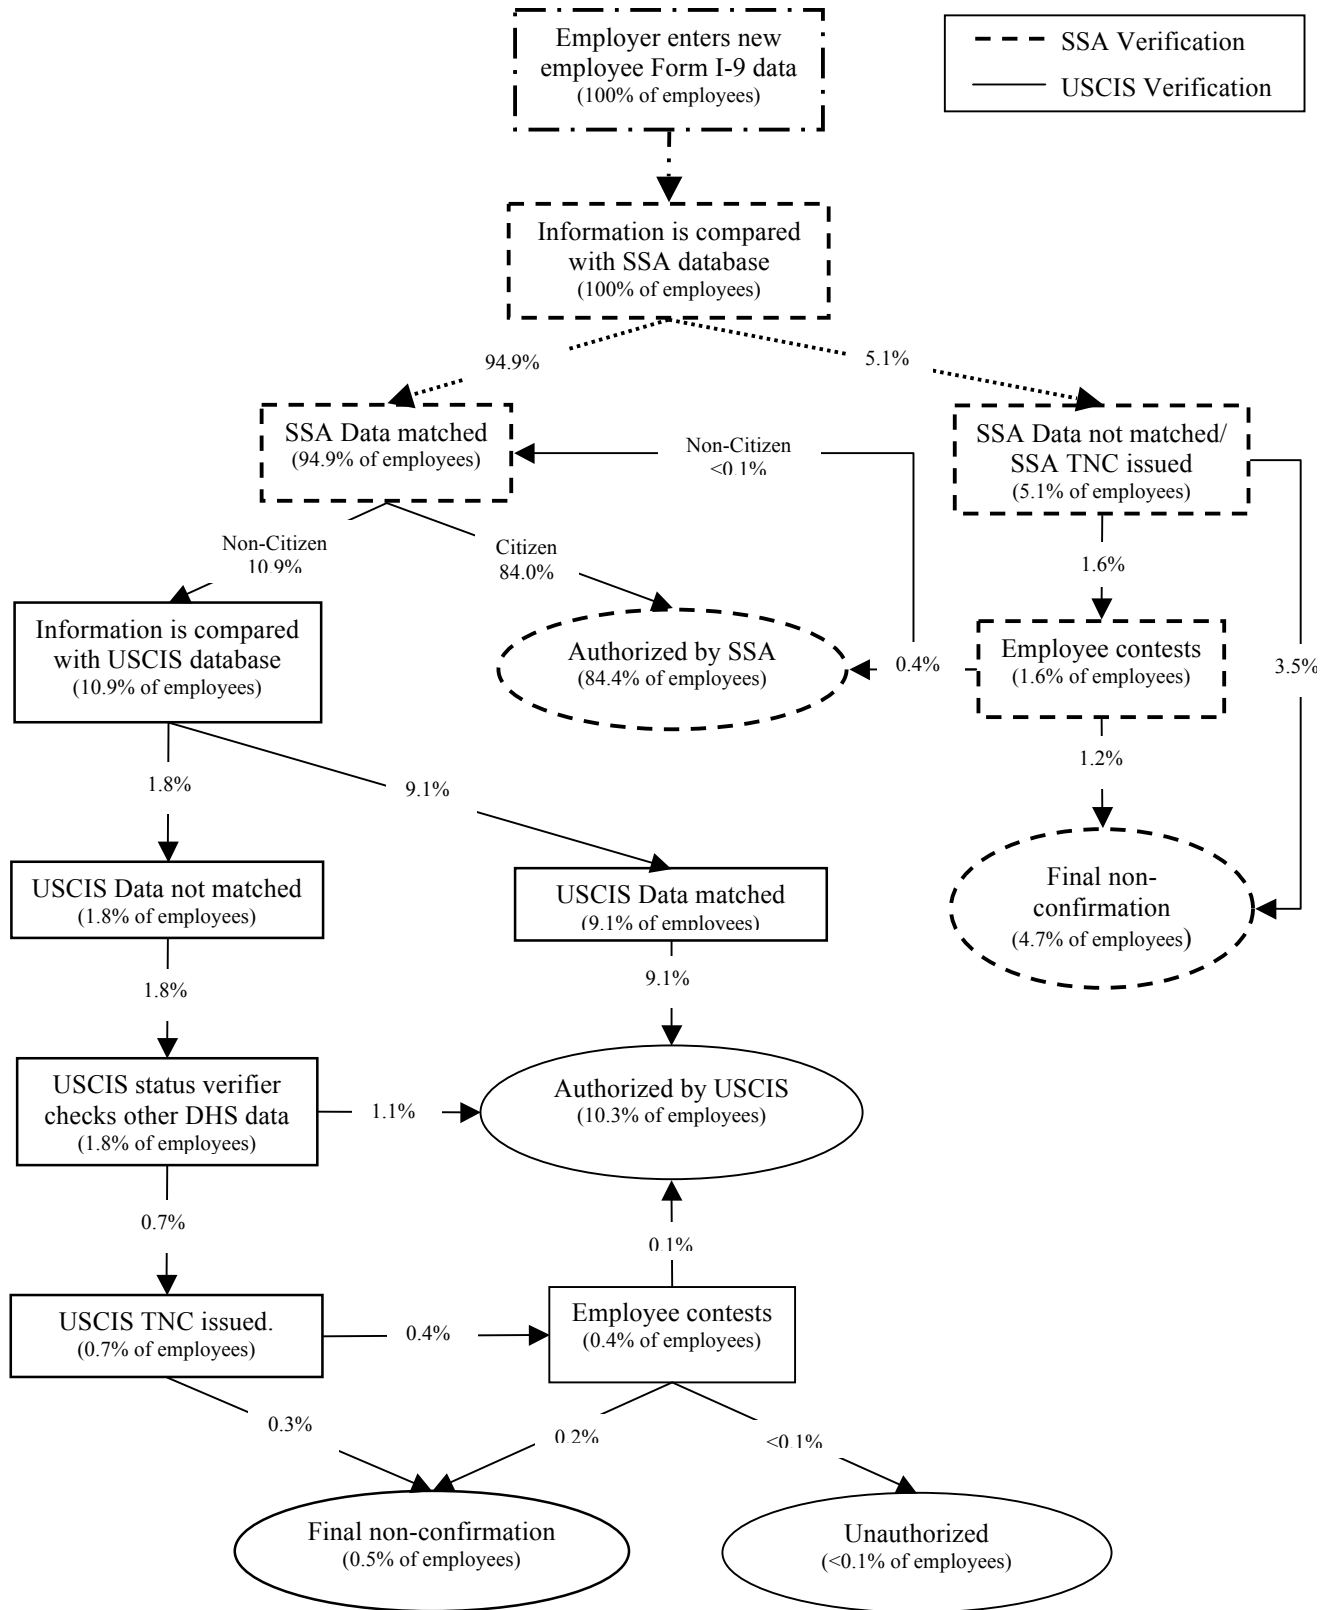 Employer enters new
employee Form I-9 data
(100% of employees)
SSA Verification
USCIS Verification
Information is compared
with SSA database
(100% of employees)
94.9%
5.1%
SSA Data matched
(94.9% of employees)
Non-Citizen
<0.1%
SSA Data not matched/
SSA TNC issued
(5.1% of employees)
Non-Citizen
10.9%
Citizen
84.0%
1.6%
Information is compared
with USCIS database
(10.9% of employees)
Authorized by SSA
(84.4% of employees)
0.4%
Employee contests
(1.6% of employees)
3.5%
1.8%
9.1%
1.2%
USCIS Data not matched
(1.8% of employees)
USCIS Data matched
(9.1% of employees)
Final non-
confirmation
(4.7% of employees)
1.8%
9.1%
USCIS status verifier
checks other DHS data
(1.8% of employees)
1.1%
Authorized by USCIS
(10.3% of employees)
0.7%
0.1%
USCIS TNC issued.
(0.7% of employees)
0.4%
Employee contests
(0.4% of employees)
0.3%
0.2%
<0.1%
Final non-confirmation
(0.5% of employees)
Unauthorized
(<0.1% of employees)